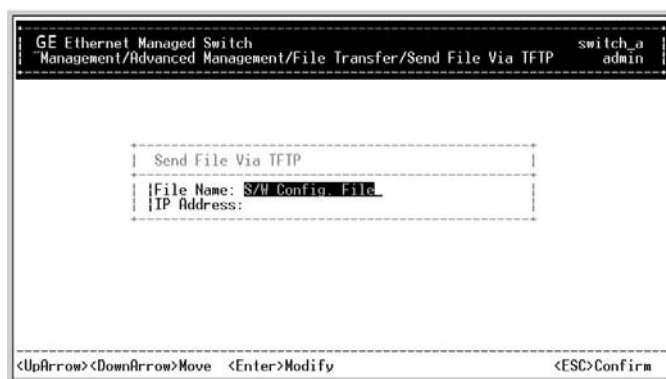 GE Ethernet Managed Switch switch_a
Management/Advanced Management/File Transfer/Send File Via TFTP admin
Send File Via TFTP
File Name: S/W Config. File
IP Address:
<UpArrow><DownArrow>Move <Enter>Modify <ESC>Confirm